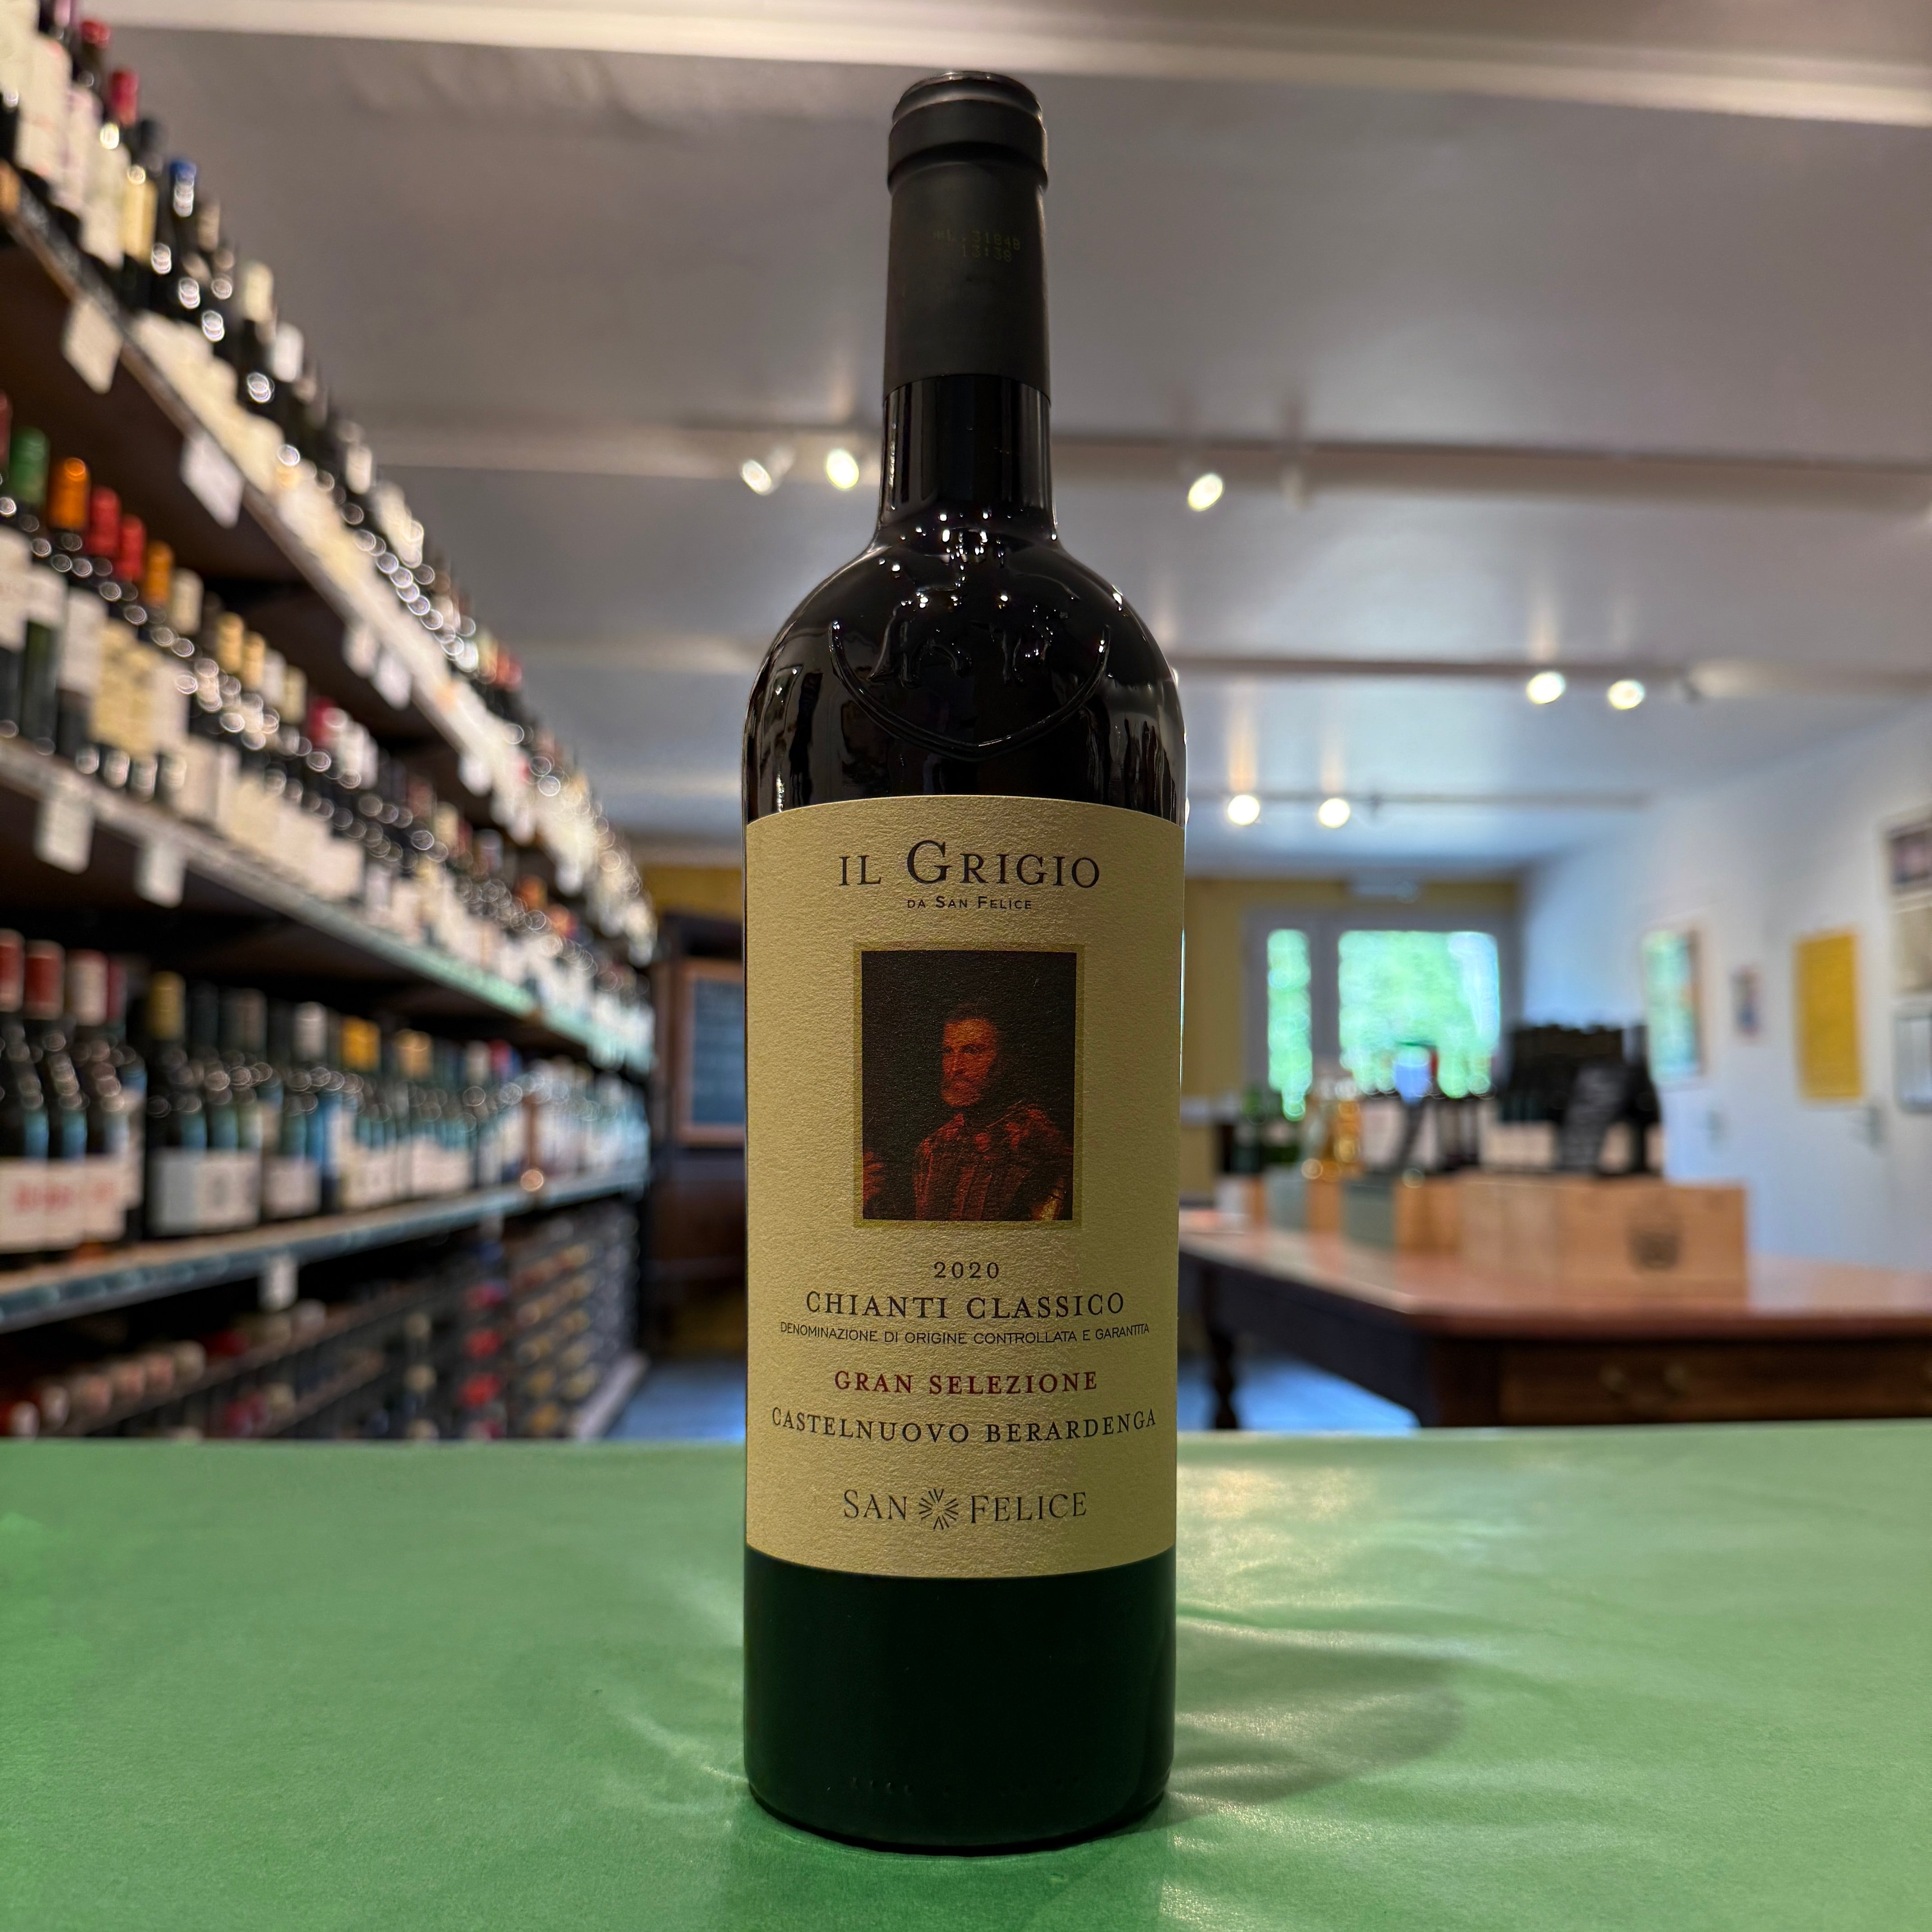 IL GRIGIO
DA SAN FELICE
2020
CHIANTI CLASSICO
DENOMINAZIONE DI ORIGINE CONTROLLATA E GARANTITA
GRAN SELEZIONE
CASTELNUOVO BERARDENGA
SAN FELICE